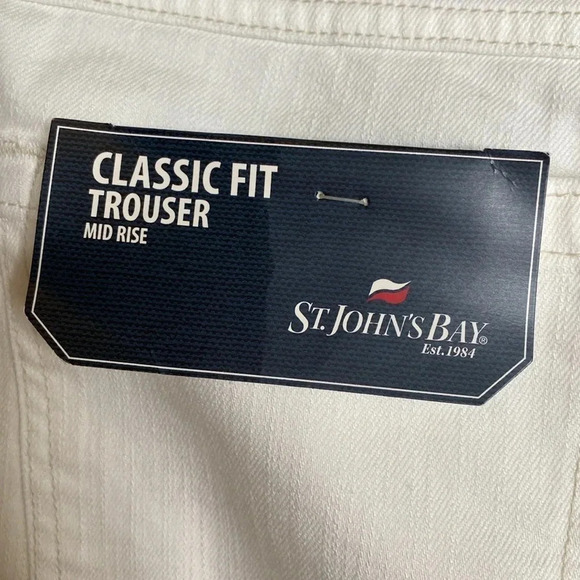 CLASSIC FIT
TROUSER
MID RISE
ST. JOHN'S BAY®
Est. 1984